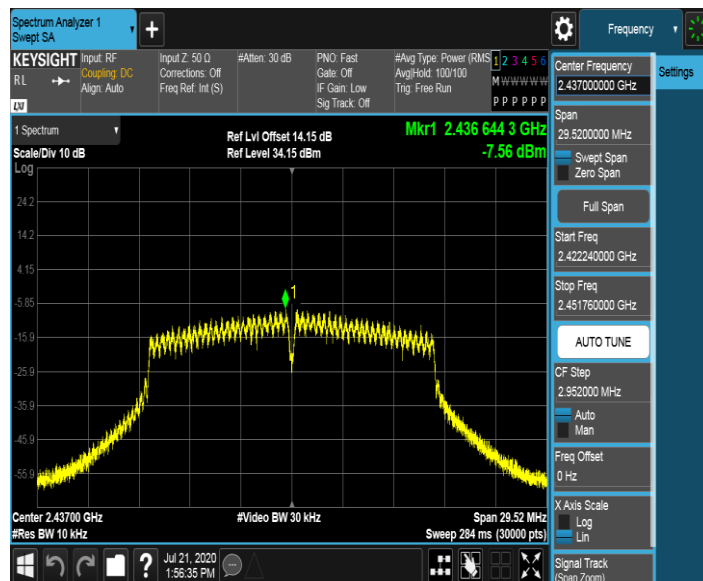 Spectrum Analyzer 1
Swept SA
Frequency
KEYSIGHT
R L
LXI
Input: RF
Coupling: DC
Align: Auto
Input Z: 50 Ω
Corrections: Off
Freq Ref: Int (S)
#Atten: 30 dB
PNO: Fast
Gate: Off
IF Gain: Low
Sig Track: Off
#Avg Type: Power (RMS
Avg|Hold: 100/100
Trig: Free Run
1 2 3 4 5 6
M W W W W W
P P P P P P
1 Spectrum
Scale/Div 10 dB
Ref Lvl Offset 14.15 dB
Ref Level 34.15 dBm
Mkr1 2.436 644 3 GHz
-7.56 dBm
Log
24.2
14.2
4.15
-5.85
-15.9
-25.9
-35.9
-45.9
-55.9
1
Center 2.43700 GHz
#Res BW 10 kHz
#Video BW 30 kHz
Span 29.52 MHz
Sweep 284 ms (30000 pts)
?
Jul 21, 2020
1:56:35 PM
Center Frequency
2.437000000 GHz
Span
29.5200000 MHz
Swept Span
Zero Span
Full Span
Start Freq
2.422240000 GHz
Stop Freq
2.451760000 GHz
AUTO TUNE
CF Step
2.952000 MHz
Auto
Man
Freq Offset
0 Hz
X Axis Scale
Log
Lin
Signal Track
(Span Zoom)
Settings